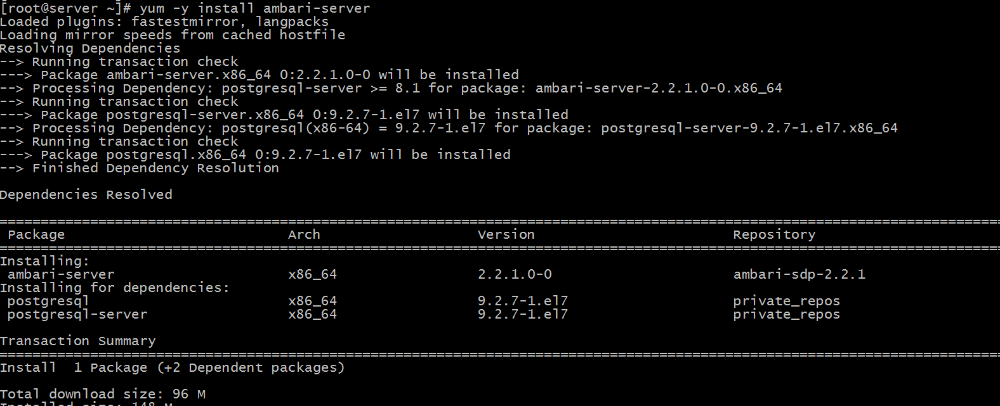 [root@server ~]# yum -y install ambari-server
Loaded plugins: fastestmirror, langpacks
Loading mirror speeds from cached hostfile
Resolving Dependencies
--> Running transaction check
---> Package ambari-server.x86_64 0:2.2.1.0-0 will be installed
--> Processing Dependency: postgresql-server >= 8.1 for package: ambari-server-2.2.1.0-0.x86_64
--> Running transaction check
---> Package postgresql-server.x86_64 0:9.2.7-1.el7 will be installed
--> Processing Dependency: postgresql(x86-64) = 9.2.7-1.el7 for package: postgresql-server-9.2.7-1.el7.x86_64
--> Running transaction check
---> Package postgresql.x86_64 0:9.2.7-1.el7 will be installed
--> Finished Dependency Resolution
Dependencies Resolved
Package Arch Version Repository
Installing:
ambari-server x86_64 2.2.1.0-0 ambari-sdp-2.2.1
Installing for dependencies:
postgresql x86_64 9.2.7-1.el7 private_repos
postgresql-server x86_64 9.2.7-1.el7 private_repos
Transaction Summary
Install 1 Package (+2 Dependent packages)
Total download size: 96 M
Installed size: 148 M